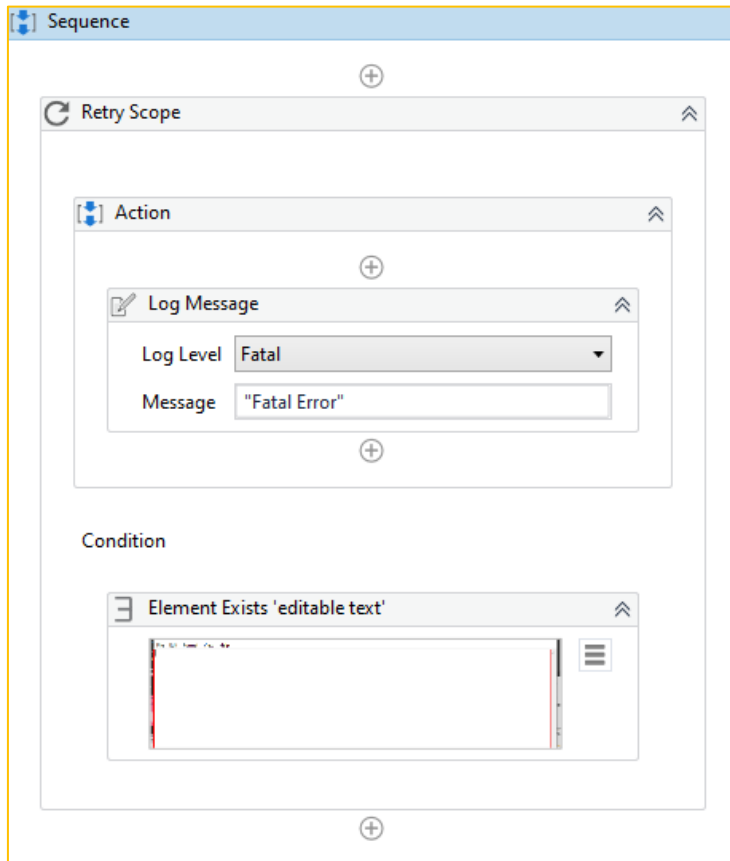 Sequence
Retry Scope
Action
Log Message
Log Level Fatal
Message "Fatal Error"
Condition
Element Exists 'editable text'